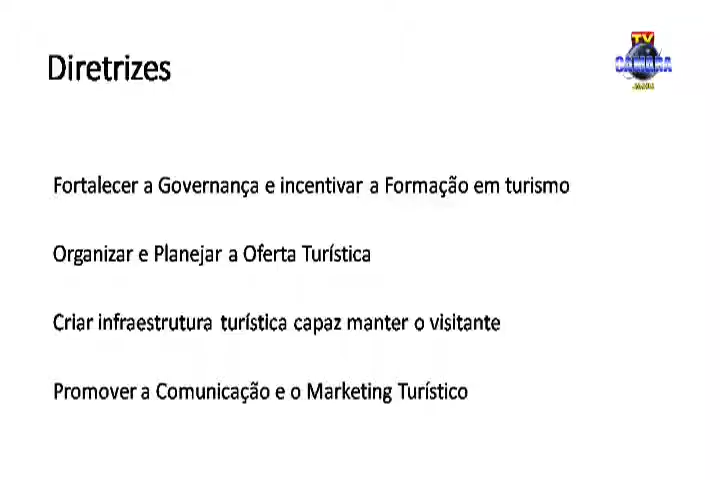 Diretrizes
TV
CÂMARA
Fortalecer a Governança e incentivar a Formação em turismo
Organizar e Planejar a Oferta Turística
Criar infraestrutura turística capaz manter o visitante
Promover a Comunicação e o Marketing Turístico